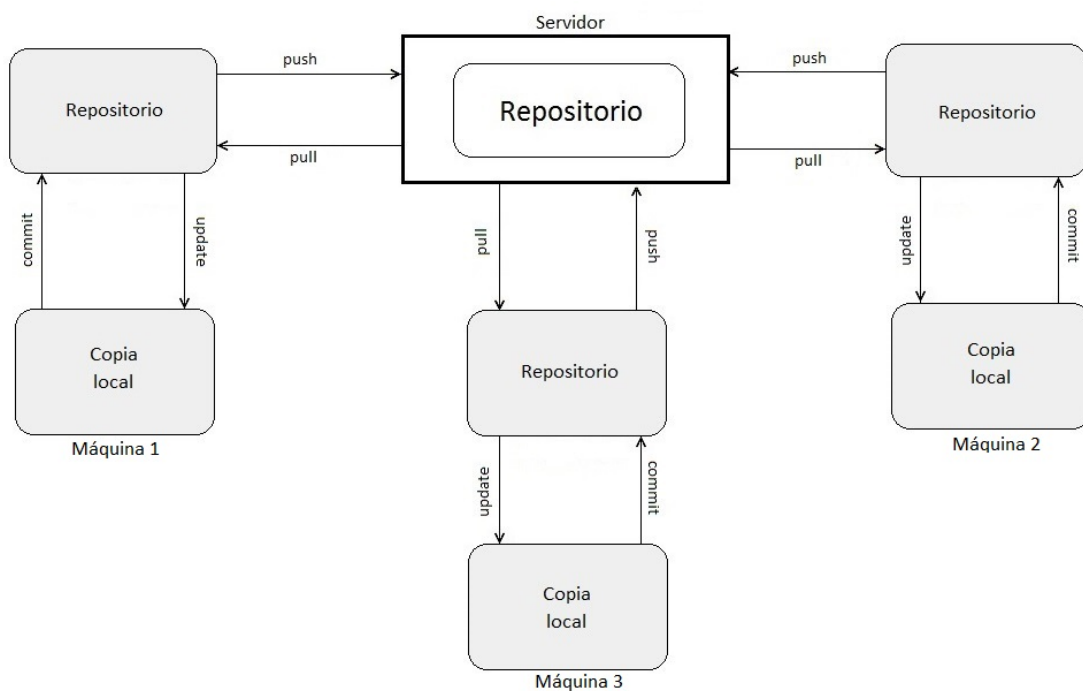 Servidor
push
push
Repositorio
Repositorio
Repositorio
pull
pull
commit
update
pull
push
update
commit
Copia
local
Máquina 1
Repositorio
Copia
local
Máquina 2
update
commit
Copia
local
Máquina 3